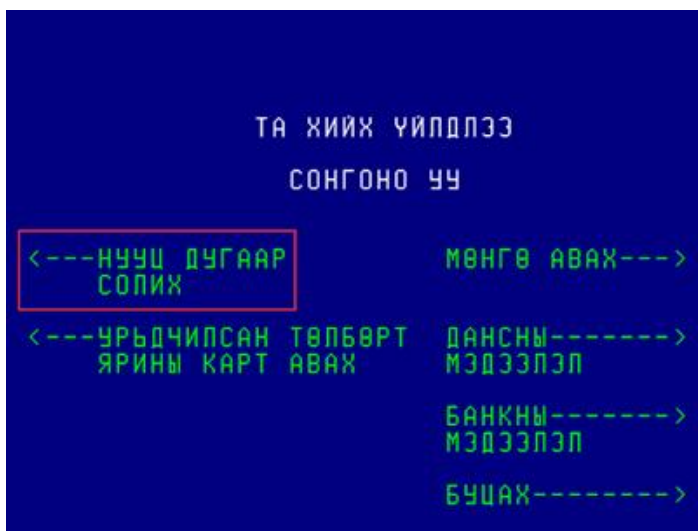 ТА ХИЙХ ҮЙЛДЛЭЭ
СОНГОНО УУ
<---НУУЦ ДУГААР
СОЛИХ
МӨНГӨ АВАХ--->
<---УРЬДЧИЛСАН ТӨЛБӨРТ
ЯРИНЫ КАРТ АВАХ
ДАНСНЫ------->
МЭДЭЭЛЭЛ
БАНКНЫ------->
МЭДЭЭЛЭЛ
БУЦАХ-------->